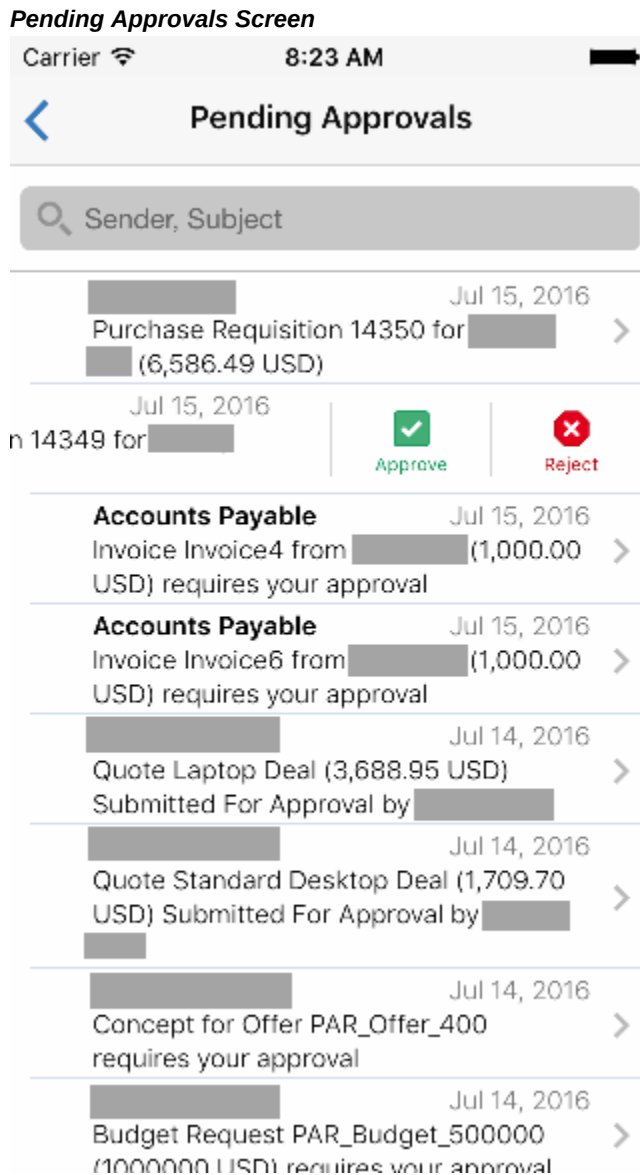 Pending Approvals Screen
Carrier 8:23 AM
Pending Approvals
Sender, Subject
Jul 15, 2016
Purchase Requisition 14350 for
(6,586.49 USD)
Jul 15, 2016
n 14349 for
Approve Reject
Accounts Payable Jul 15, 2016
Invoice Invoice4 from (1,000.00
USD) requires your approval
Accounts Payable Jul 15, 2016
Invoice Invoice6 from (1,000.00
USD) requires your approval
Jul 14, 2016
Quote Laptop Deal (3,688.95 USD)
Submitted For Approval by
Jul 14, 2016
Quote Standard Desktop Deal (1,709.70
USD) Submitted For Approval by
Jul 14, 2016
Concept for Offer PAR_Offer_400
requires your approval
Jul 14, 2016
Budget Request PAR_Budget_500000
(1000000 USD) requires your approval